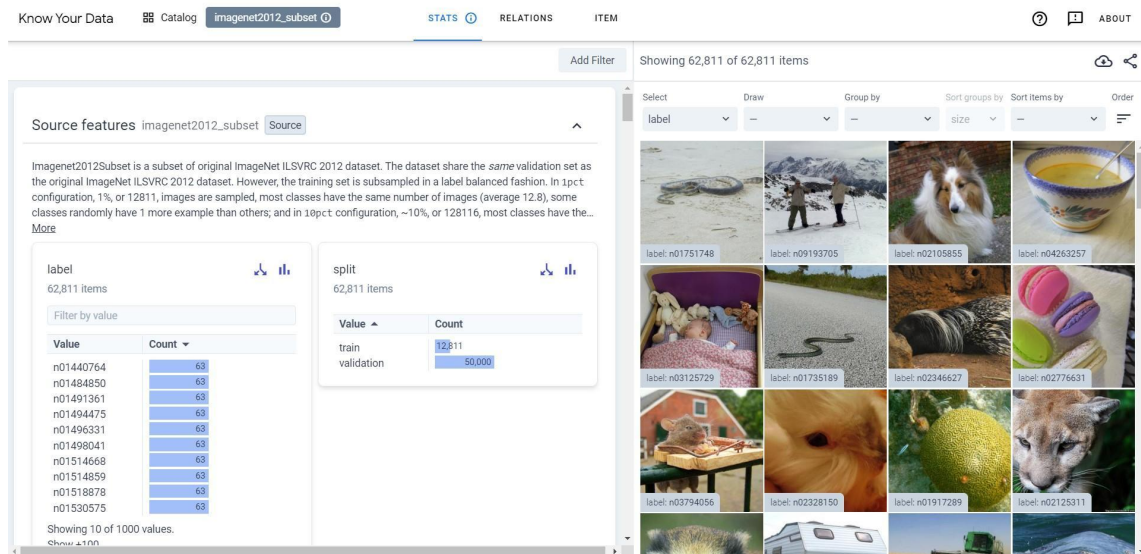 Know Your Data
Catalog
imagenet2012_subset
STATS
RELATIONS
ITEM
ABOUT
Add Filter
Source features imagenet2012_subset Source
Imagenet2012Subset is a subset of original ImageNet ILSVRC 2012 dataset. The dataset share the same validation set as
the original ImageNet ILSVRC 2012 dataset. However, the training set is subsampled in a label balanced fashion. In 1pct
configuration, 1%, or 12811, images are sampled, most classes have the same number of images (average 12.8), some
classes randomly have 1 more example than others; and in 10pct configuration, ~10%, or 128116, most classes have the...
More
label
62,811 items
Filter by value
Value Count
n01440764 63
n01484850 63
n01491361 63
n01494475 63
n01496331 63
n01498041 63
n01514668 63
n01514859 63
n01518878 63
n01530575 63
Showing 10 of 1000 values.
Show +100
split
62,811 items
Value Count
train 12,811
validation 50,000
Showing 62,811 of 62,811 items
Select Draw Group by Sort groups by Sort items by Order
label – – size –
label: n01751748 label: n09193705 label: n02105855 label: n04263257
label: n03125729 label: n01735189 label: n02346627 label: n02776631
label: n03794056 label: n02328150 label: n01917289 label: n02125311